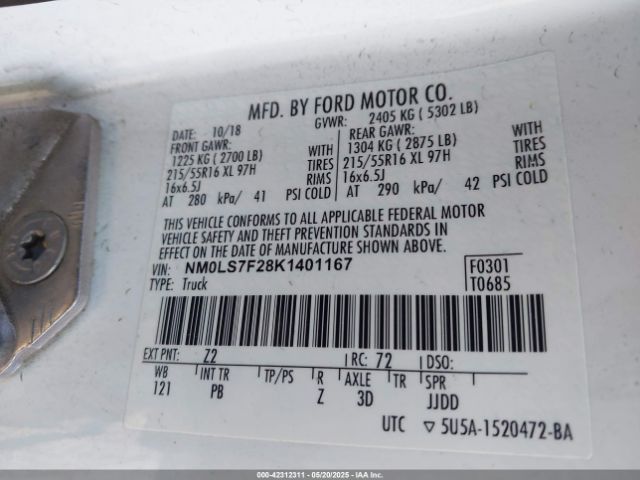 MFD. BY FORD MOTOR CO.
DATE: 10/18 GVWR: 2405 KG ( 5302 LB)
FRONT GAWR: REAR GAWR:
1225 KG ( 2700 LB) WITH 1304 KG ( 2875 LB) WITH
215/55R16 XL 97H TIRES 215/55R16 XL 97H TIRES
16x6.5J RIMS 16x6.5J RIMS
AT 280 kPa/ 41 PSI COLD AT 290 kPa/ 42 PSI COLD
THIS VEHICLE CONFORMS TO ALL APPLICABLE FEDERAL MOTOR
VEHICLE SAFETY AND THEFT PREVENTION STANDARDS IN
EFFECT ON THE DATE OF MANUFACTURE SHOWN ABOVE.
VIN: NM0LS7F28K1401167 F0301
TYPE: Truck T0685
EXT PNT: Z2 RC: 72 DSO:
WB INT TR TP/PS R AXLE TR SPR
121 PB Z 3D JJDD
UTC ▽ 5U5A-1520472-BA
000-42312311 - 05/20/2025 - COPYRIGHT © IAA, LLC.